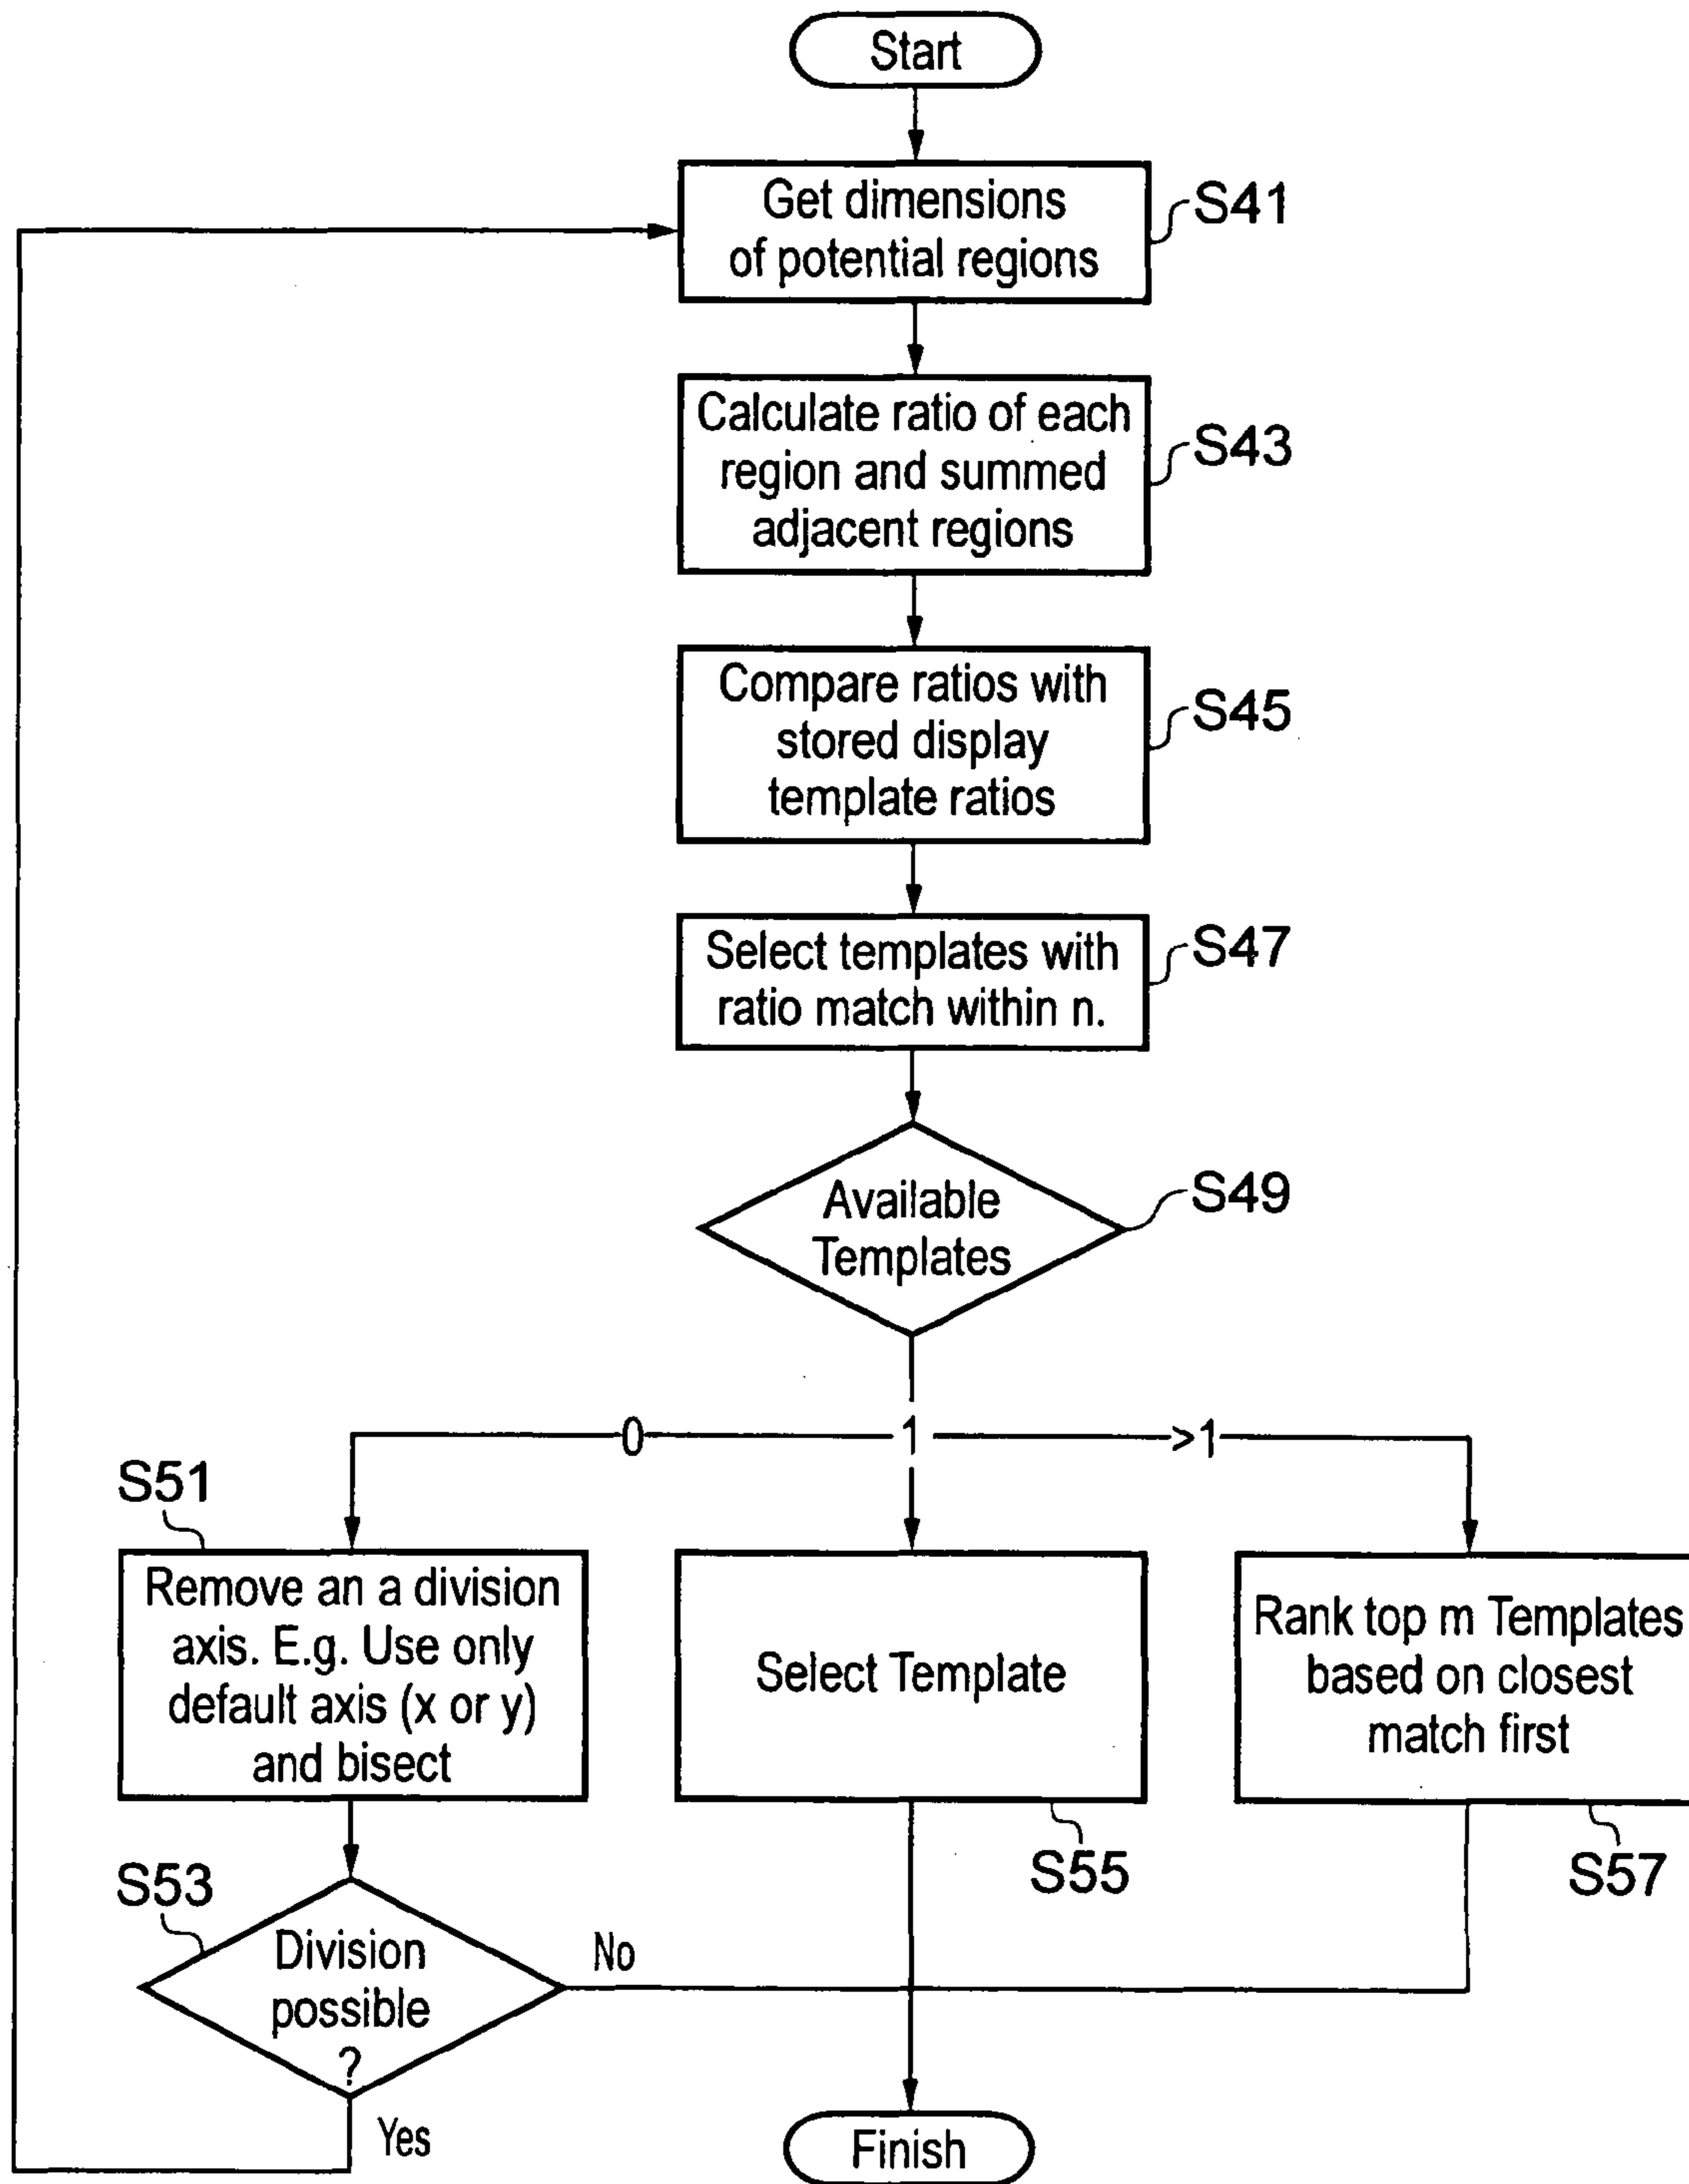 Start
Get dimensions
of potential regions
S41
Calculate ratio of each
region and summed
adjacent regions
S43
Compare ratios with
stored display
template ratios
S45
Select templates with
ratio match within n.
S47
Available
Templates
S49
0
1
>1
S51
Remove an a division
axis. E.g. Use only
default axis (x or y)
and bisect
Select Template
S55
Rank top m Templates
based on closest
match first
S57
S53
Division
possible
?
No
Yes
Finish